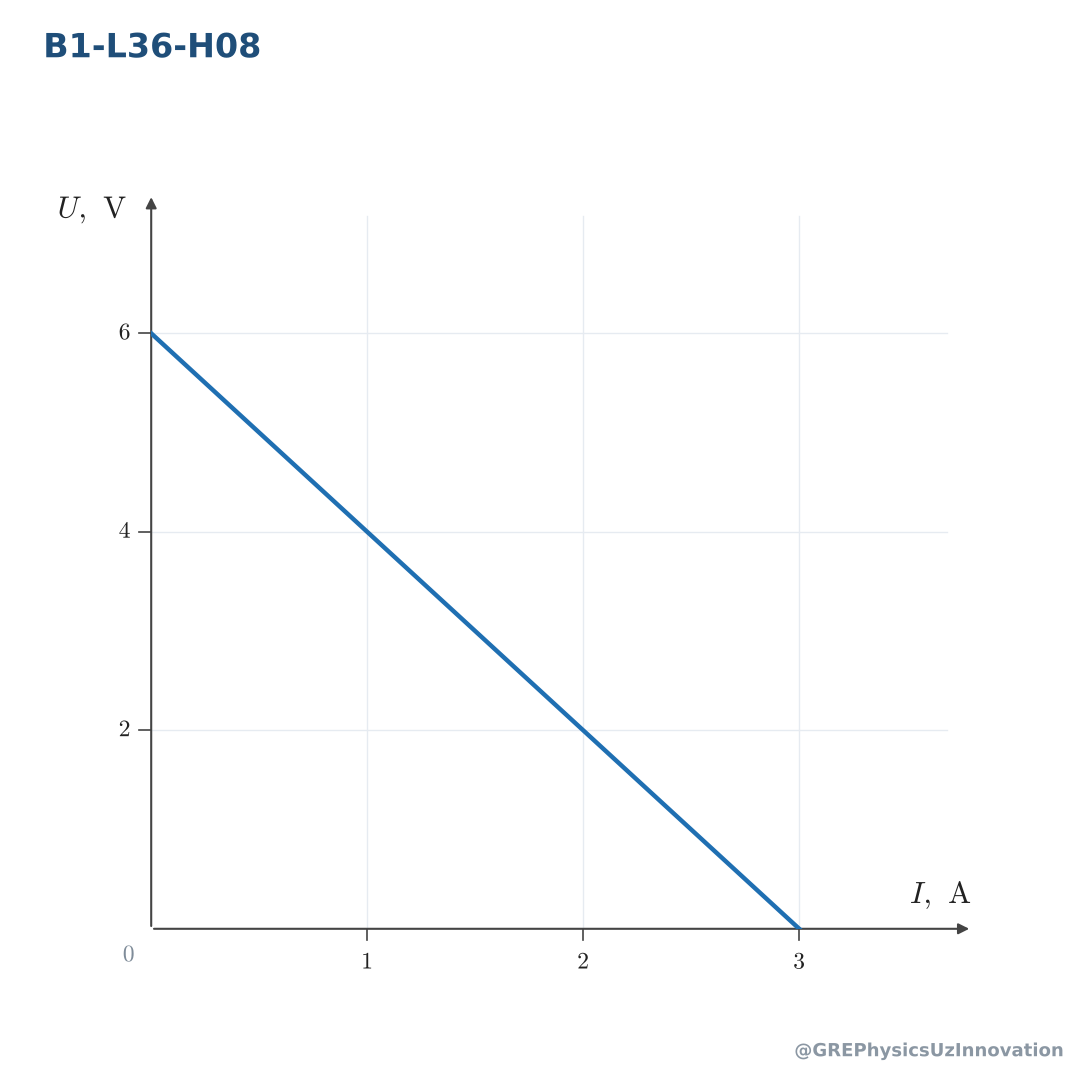 B1-L36-H08
U, V
6
4
2
0
1 2 3
I, A
@GREPhysicsUzInnovation